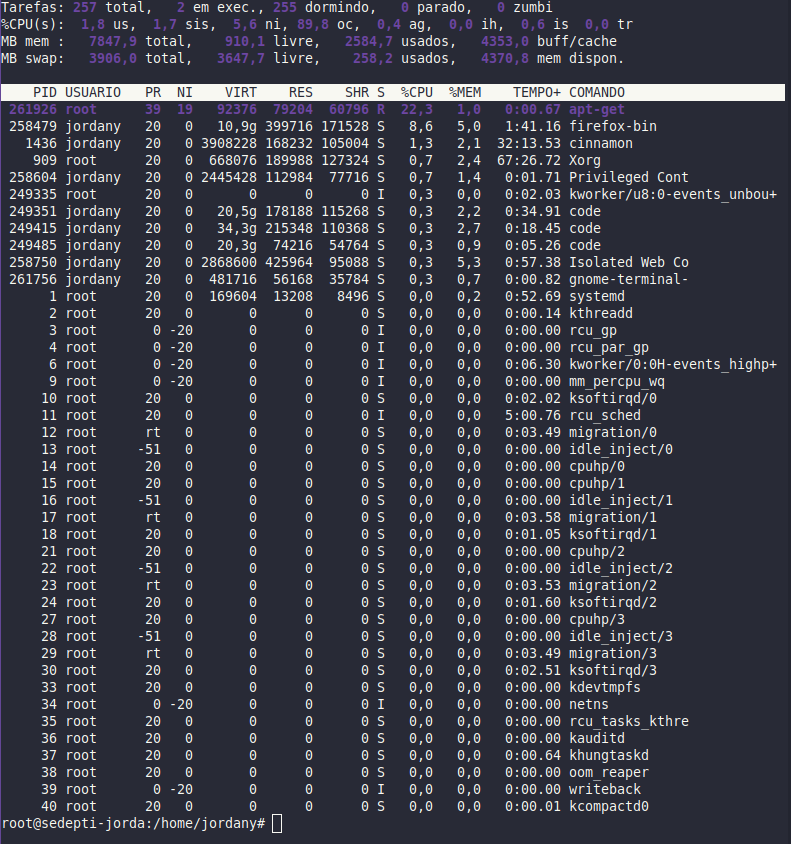 Tarefas: 257 total,   2 em exec., 255 dormindo,   0 parado,   0 zumbi
%CPU(s):  1,8 us,  1,7 sis,  5,6 ni, 89,8 oc,  0,4 ag,  0,0 ih,  0,6 is  0,0 tr
MB mem :   7847,9 total,    910,1 livre,   2584,7 usados,   4353,0 buff/cache
MB swap:   3906,0 total,   3647,7 livre,    258,2 usados,   4370,8 mem dispon.
PID USUARIO   PR  NI    VIRT    RES    SHR S  %CPU  %MEM    TEMPO+ COMANDO
261926 root      39  19   92376  79204  60796 R  22,3   1,0   0:00.67 apt-get
258479 jordany   20   0   10,9g 399716 171528 S   8,6   5,0   1:41.16 firefox-bin
1436 jordany   20   0 3908228 168232 105004 S   1,3   2,1  32:13.53 cinnamon
909 root      20   0  668076 189988 127324 S   0,7   2,4  67:26.72 Xorg
258604 jordany   20   0 2445428 112984  77716 S   0,7   1,4   0:01.71 Privileged Cont
249335 root      20   0       0      0      0 I   0,3   0,0   0:02.03 kworker/u8:0-events_unbou+
249351 jordany   20   0   20,5g 178188 115268 S   0,3   2,2   0:34.91 code
249415 jordany   20   0   34,3g 215348 110368 S   0,3   2,7   0:18.45 code
249485 jordany   20   0   20,3g  74216  54764 S   0,3   0,9   0:05.26 code
258750 jordany   20   0 2868600 425964  95088 S   0,3   5,3   0:57.38 Isolated Web Co
261756 jordany   20   0  481716  56168  35784 S   0,3   0,7   0:00.82 gnome-terminal-
1 root      20   0  169604  13208   8496 S   0,0   0,2   0:52.69 systemd
2 root      20   0       0      0      0 S   0,0   0,0   0:00.14 kthreadd
3 root       0 -20       0      0      0 I   0,0   0,0   0:00.00 rcu_gp
4 root       0 -20       0      0      0 I   0,0   0,0   0:00.00 rcu_par_gp
6 root       0 -20       0      0      0 I   0,0   0,0   0:06.30 kworker/0:0H-events_highp+
9 root       0 -20       0      0      0 I   0,0   0,0   0:00.00 mm_percpu_wq
10 root      20   0       0      0      0 S   0,0   0,0   0:02.02 ksoftirqd/0
11 root      20   0       0      0      0 I   0,0   0,0   5:00.76 rcu_sched
12 root      rt   0       0      0      0 S   0,0   0,0   0:03.49 migration/0
13 root     -51   0       0      0      0 S   0,0   0,0   0:00.00 idle_inject/0
14 root      20   0       0      0      0 S   0,0   0,0   0:00.00 cpuhp/0
15 root      20   0       0      0      0 S   0,0   0,0   0:00.00 cpuhp/1
16 root     -51   0       0      0      0 S   0,0   0,0   0:00.00 idle_inject/1
17 root      rt   0       0      0      0 S   0,0   0,0   0:03.58 migration/1
18 root      20   0       0      0      0 S   0,0   0,0   0:01.05 ksoftirqd/1
21 root      20   0       0      0      0 S   0,0   0,0   0:00.00 cpuhp/2
22 root     -51   0       0      0      0 S   0,0   0,0   0:00.00 idle_inject/2
23 root      rt   0       0      0      0 S   0,0   0,0   0:03.53 migration/2
24 root      20   0       0      0      0 S   0,0   0,0   0:01.60 ksoftirqd/2
27 root      20   0       0      0      0 S   0,0   0,0   0:00.00 cpuhp/3
28 root     -51   0       0      0      0 S   0,0   0,0   0:00.00 idle_inject/3
29 root      rt   0       0      0      0 S   0,0   0,0   0:03.49 migration/3
30 root      20   0       0      0      0 S   0,0   0,0   0:02.51 ksoftirqd/3
33 root      20   0       0      0      0 S   0,0   0,0   0:00.00 kdevtmpfs
34 root       0 -20       0      0      0 I   0,0   0,0   0:00.00 netns
35 root      20   0       0      0      0 S   0,0   0,0   0:00.00 rcu_tasks_kthre
36 root      20   0       0      0      0 S   0,0   0,0   0:00.00 kauditd
37 root      20   0       0      0      0 S   0,0   0,0   0:00.64 khungtaskd
38 root      20   0       0      0      0 S   0,0   0,0   0:00.00 oom_reaper
39 root       0 -20       0      0      0 I   0,0   0,0   0:00.00 writeback
40 root      20   0       0      0      0 S   0,0   0,0   0:00.01 kcompactd0
root@sedepti-jorda:/home/jordany#